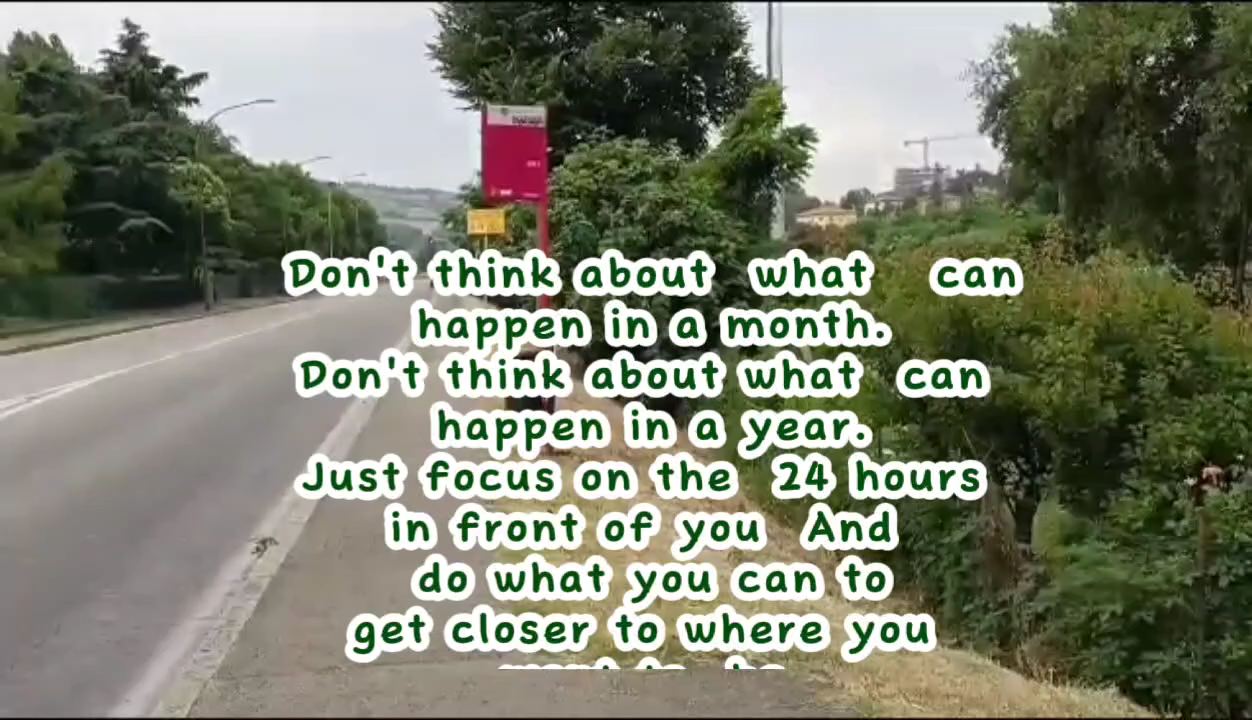 Don't think about what can
happen in a month.
Don't think about what can
happen in a year.
Just focus on the 24 hours
in front of you And
do what you can to
get closer to where you